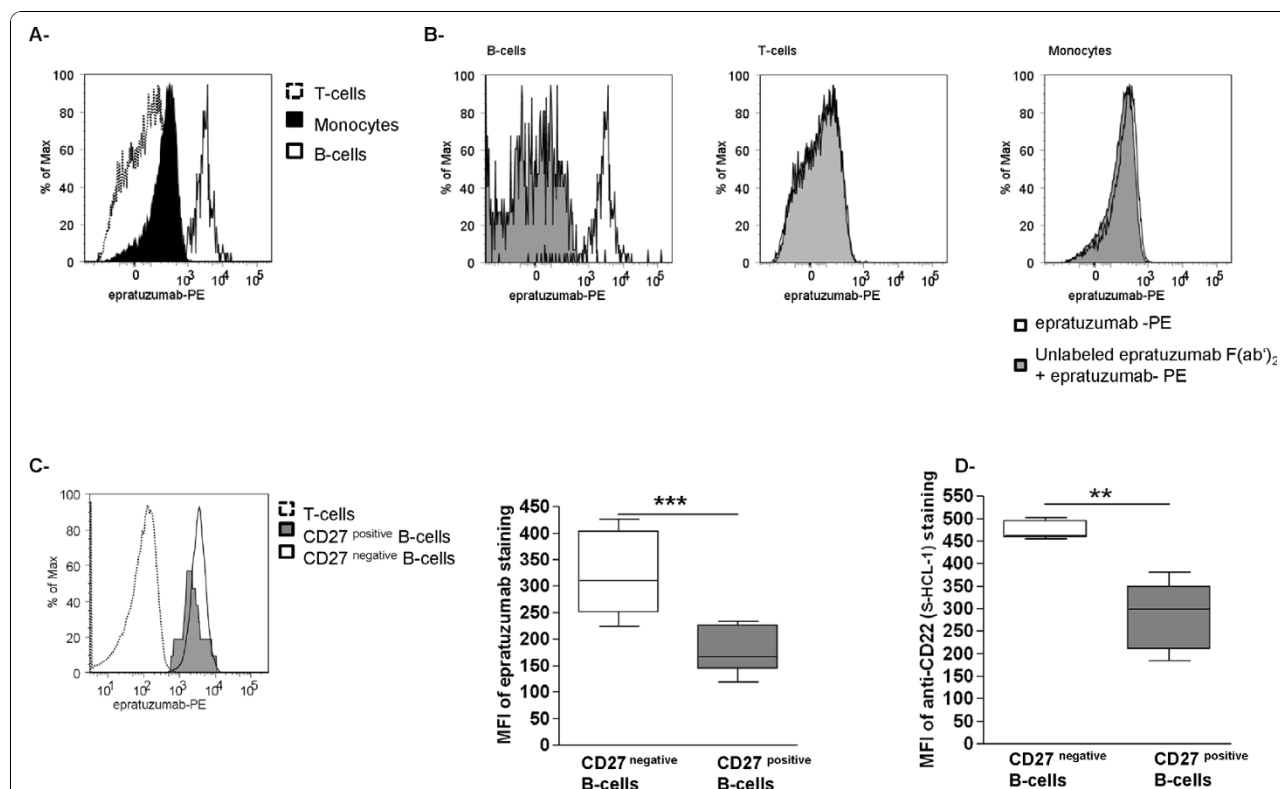 A-
100
80
60
40
20
0
% of Max
0 10³ 10⁴ 10⁵
epratuzumab-PE
T-cells
Monocytes
B-cells
B-
B-cells
100
80
60
40
20
0
% of Max
0 10³ 10⁴ 10⁵
epratuzumab-PE
T-cells
100
80
60
40
20
0
% of Max
0 10³ 10⁴ 10⁵
epratuzumab-PE
Monocytes
100
80
60
40
20
0
% of Max
0 10³ 10⁴ 10⁵
epratuzumab-PE
epratuzumab -PE
Unlabeled epratuzumab F(ab‘)₂
+ epratuzumab- PE
C-
100
80
60
40
20
0
% of Max
10¹ 10² 10³ 10⁴ 10⁵
epratuzumab-PE
T-cells
CD27 positive B-cells
CD27 negative B-cells
MFI of epratuzumab staining
450
400
350
300
250
200
150
100
50
0
***
CD27 negative
B-cells
CD27 positive
B-cells
D-
MFI of anti-CD22 (S-HCL-1) staining
550
500
450
400
350
300
250
200
150
100
50
0
**
CD27 negative
B-cells
CD27 positive
B-cells